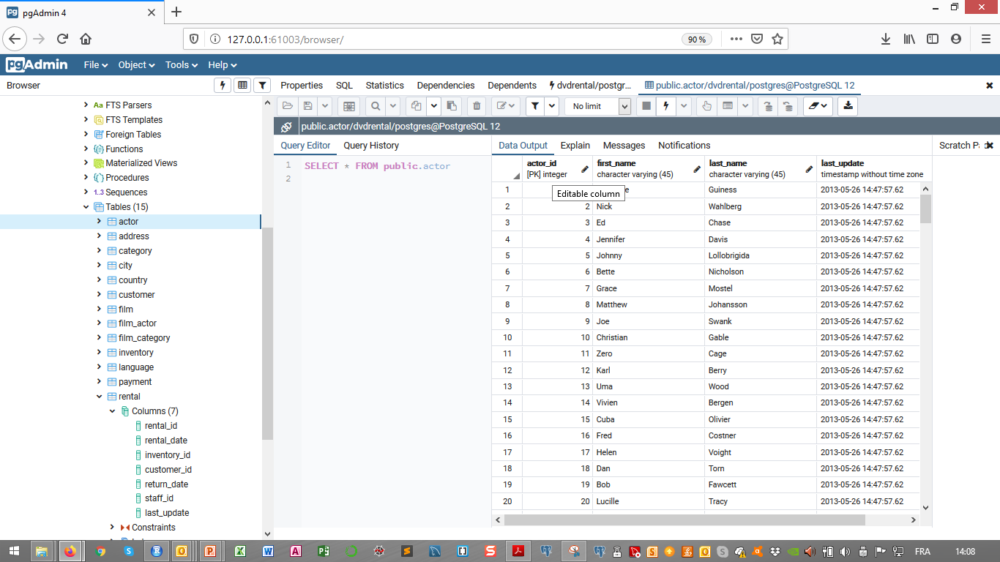 pgAdmin 4
127.0.0.1:61003/browser/
90 %
pgAdmin
File
Object
Tools
Help
Browser
Properties
SQL
Statistics
Dependencies
Dependents
dvdrental/postgr...
public.actor/dvdrental/postgres@PostgreSQL 12
No limit
public.actor/dvdrental/postgres@PostgreSQL 12
FTS Parsers
FTS Templates
Foreign Tables
Functions
Materialized Views
Procedures
1..3 Sequences
Tables (15)
actor
address
category
city
country
customer
film
film_actor
film_category
inventory
language
payment
rental
Columns (7)
rental_id
rental_date
inventory_id
customer_id
return_date
staff_id
last_update
Constraints
Query Editor
Query History
1 SELECT * FROM public.actor
2
Data Output
Explain
Messages
Notifications
Scratch P
actor_id first_name last_name last_update
[PK] integer character varying (45) character varying (45) timestamp without time zone
Editable column
1 e Guiness 2013-05-26 14:47:57.62
2 2 Nick Wahlberg 2013-05-26 14:47:57.62
3 3 Ed Chase 2013-05-26 14:47:57.62
4 4 Jennifer Davis 2013-05-26 14:47:57.62
5 5 Johnny Lollobrigida 2013-05-26 14:47:57.62
6 6 Bette Nicholson 2013-05-26 14:47:57.62
7 7 Grace Mostel 2013-05-26 14:47:57.62
8 8 Matthew Johansson 2013-05-26 14:47:57.62
9 9 Joe Swank 2013-05-26 14:47:57.62
10 10 Christian Gable 2013-05-26 14:47:57.62
11 11 Zero Cage 2013-05-26 14:47:57.62
12 12 Karl Berry 2013-05-26 14:47:57.62
13 13 Uma Wood 2013-05-26 14:47:57.62
14 14 Vivien Bergen 2013-05-26 14:47:57.62
15 15 Cuba Olivier 2013-05-26 14:47:57.62
16 16 Fred Costner 2013-05-26 14:47:57.62
17 17 Helen Voight 2013-05-26 14:47:57.62
18 18 Dan Torn 2013-05-26 14:47:57.62
19 19 Bob Fawcett 2013-05-26 14:47:57.62
20 20 Lucille Tracy 2013-05-26 14:47:57.62
FRA
14:08